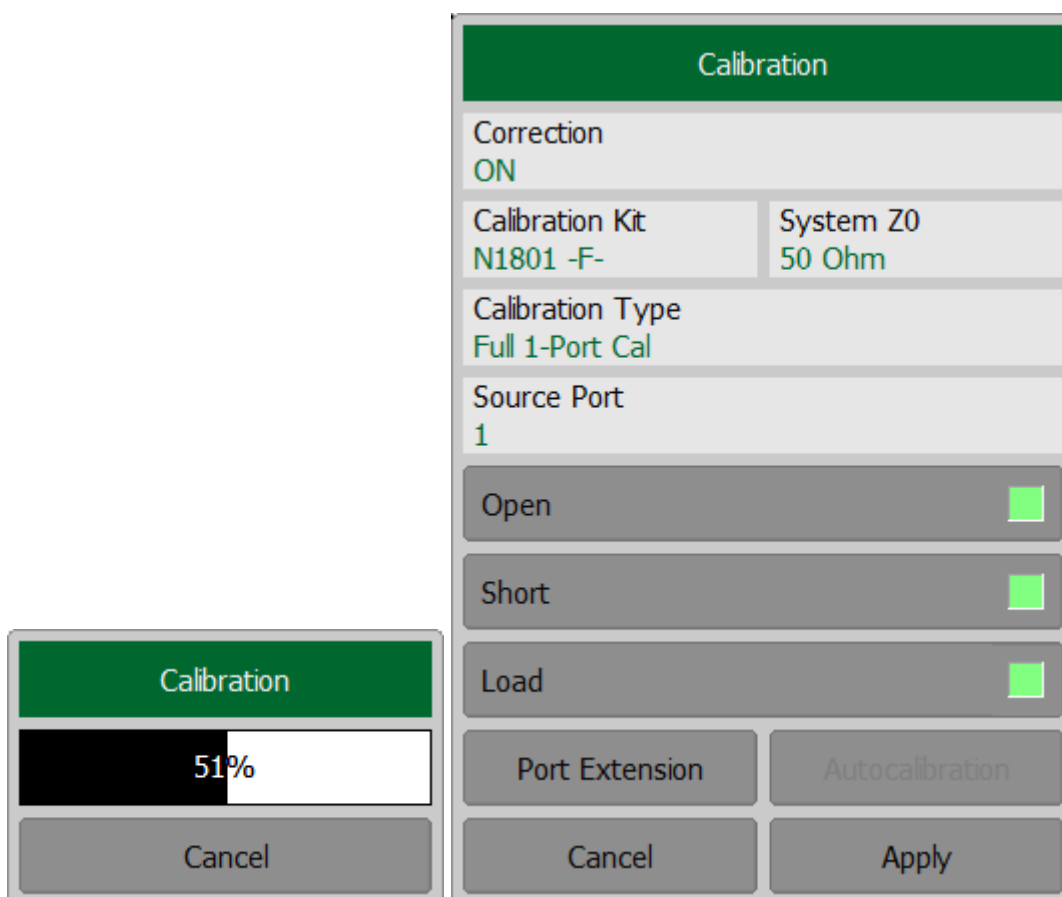 Calibration
51%
Cancel
Calibration
Correction
ON
Calibration Kit
N1801 -F-
System Z0
50 Ohm
Calibration Type
Full 1-Port Cal
Source Port
1
Open
Short
Load
Port Extension
Autocalibration
Cancel
Apply